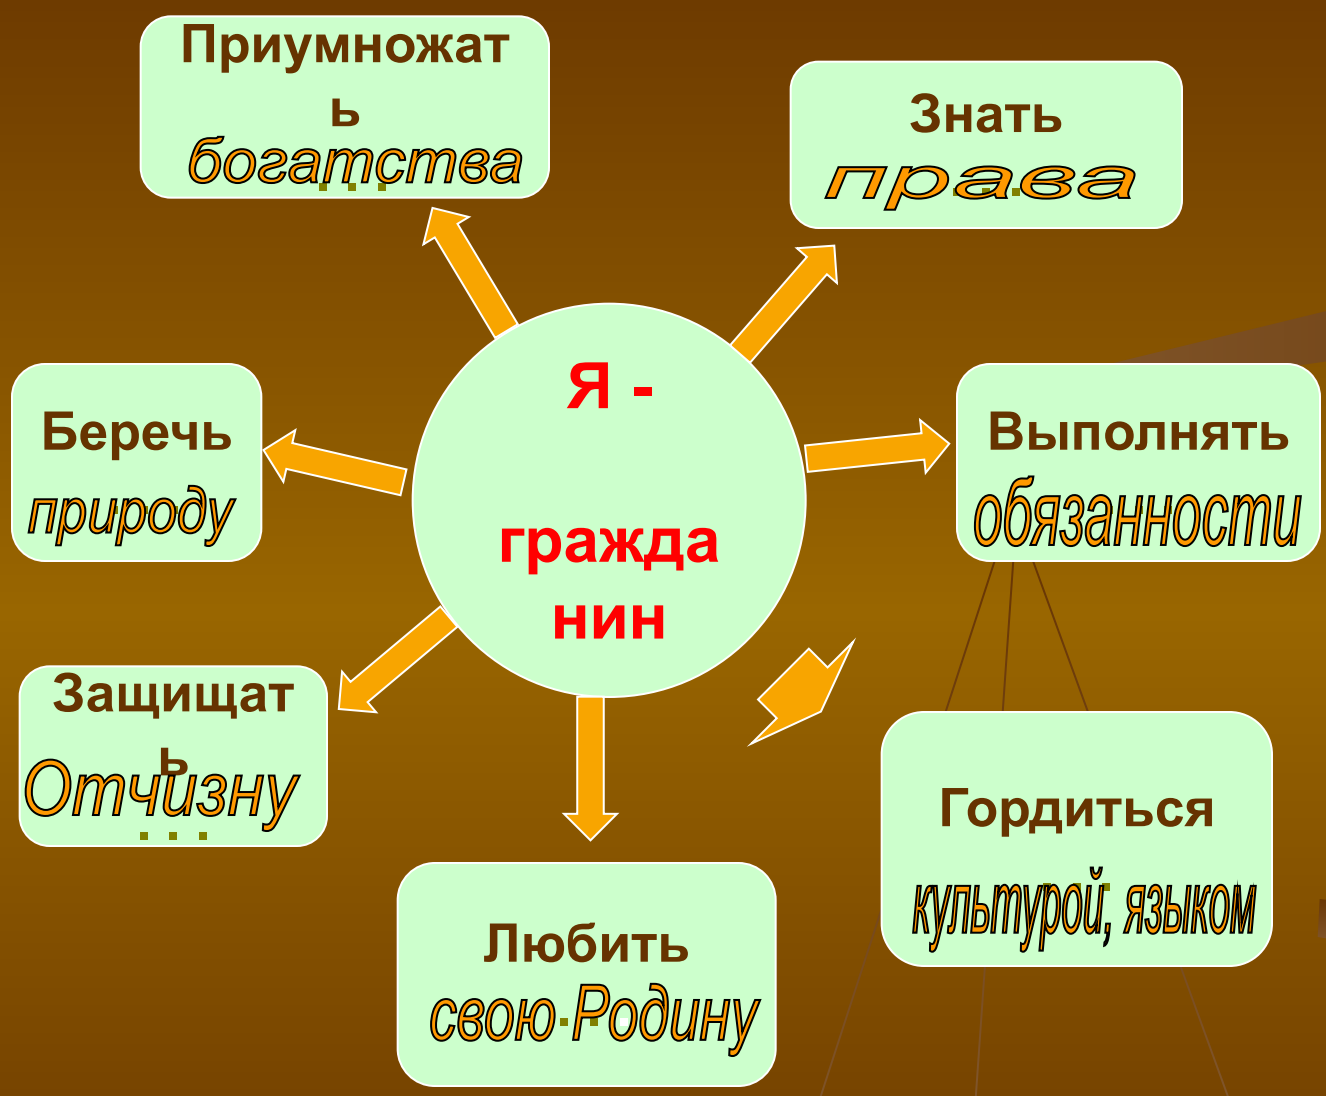 Приумножат
ь
богатства
...
Знать
права
...
Я -
гражда
нин
Беречь
природу
...
Выполнять
обязанности
...
Защищат
ь
Отчизну
...
Гордиться
культурой, языком
...
Любить
свою Родину
...